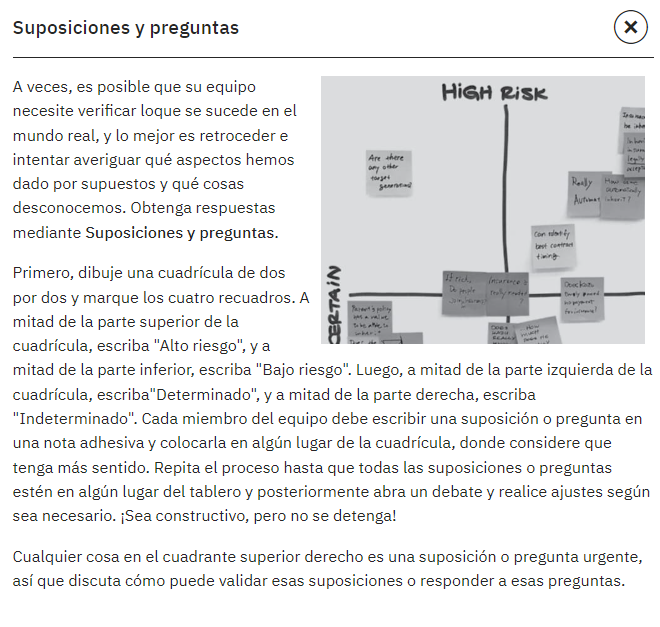 Suposiciones y preguntas
A veces, es posible que su equipo
necesite verificar loque se sucede en el
mundo real, y lo mejor es retroceder e
intentar averiguar qué aspectos hemos
dado por supuestos y qué cosas
desconocemos. Obtenga respuestas
mediante Suposiciones y preguntas.
Primero, dibuje una cuadrícula de dos
por dos y marque los cuatro recuadros. A
mitad de la parte superior de la
cuadrícula, escriba "Alto riesgo", y a
mitad de la parte inferior, escriba "Bajo riesgo". Luego, a mitad de la parte izquierda de la
cuadrícula, escriba"Determinado", y a mitad de la parte derecha, escriba
"Indeterminado". Cada miembro del equipo debe escribir una suposición o pregunta en
una nota adhesiva y colocarla en algún lugar de la cuadrícula, donde considere que
tenga más sentido. Repita el proceso hasta que todas las suposiciones o preguntas
estén en algún lugar del tablero y posteriormente abra un debate y realice ajustes según
sea necesario. ¡Sea constructivo, pero no se detenga!
Cualquier cosa en el cuadrante superior derecho es una suposición o pregunta urgente,
así que discuta cómo puede validar esas suposiciones o responder a esas preguntas.
HIGH RISK
Are there
any other
target
generations
Really
Can identify
best contract
timing.
CERTAIN